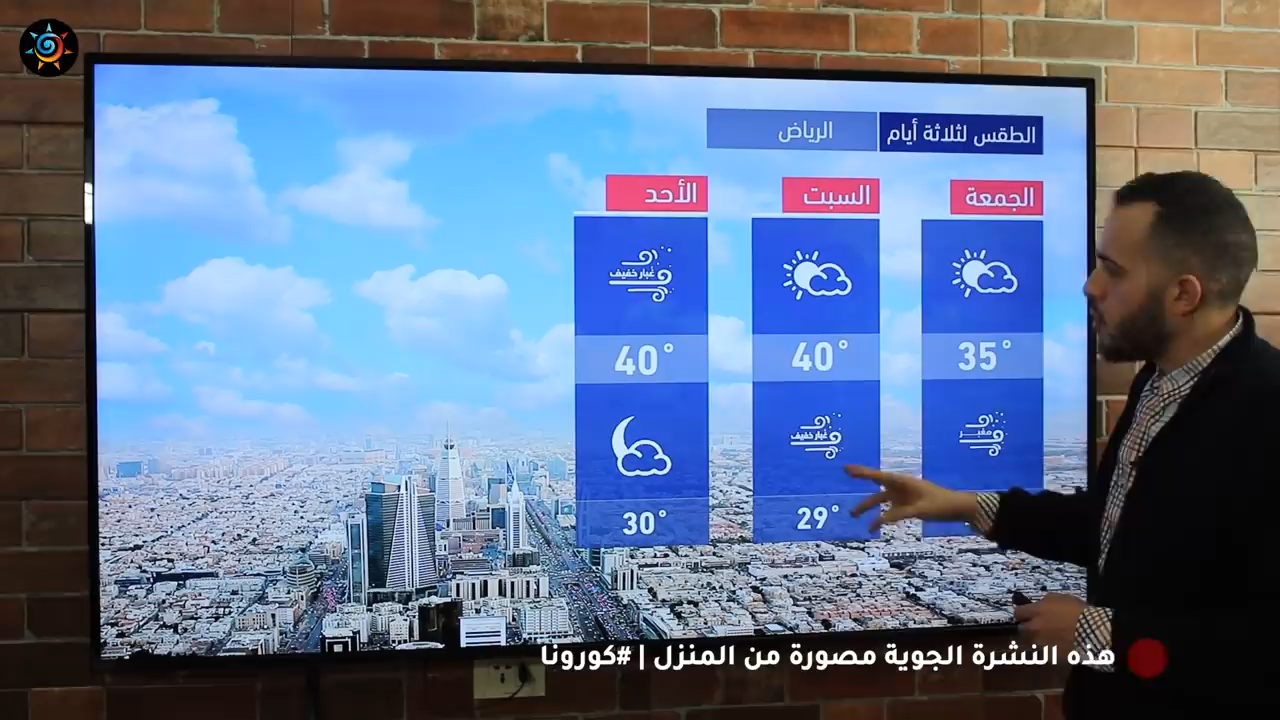 الطقس لثلاثة أيام
الرياض
الجمعة
35°
مغبر
السبت
40°
غبار خفيف
29°
الأحد
غبار خفيف
40°
30°
هذه النشرة الجوية مصورة من المنزل | #كورونا